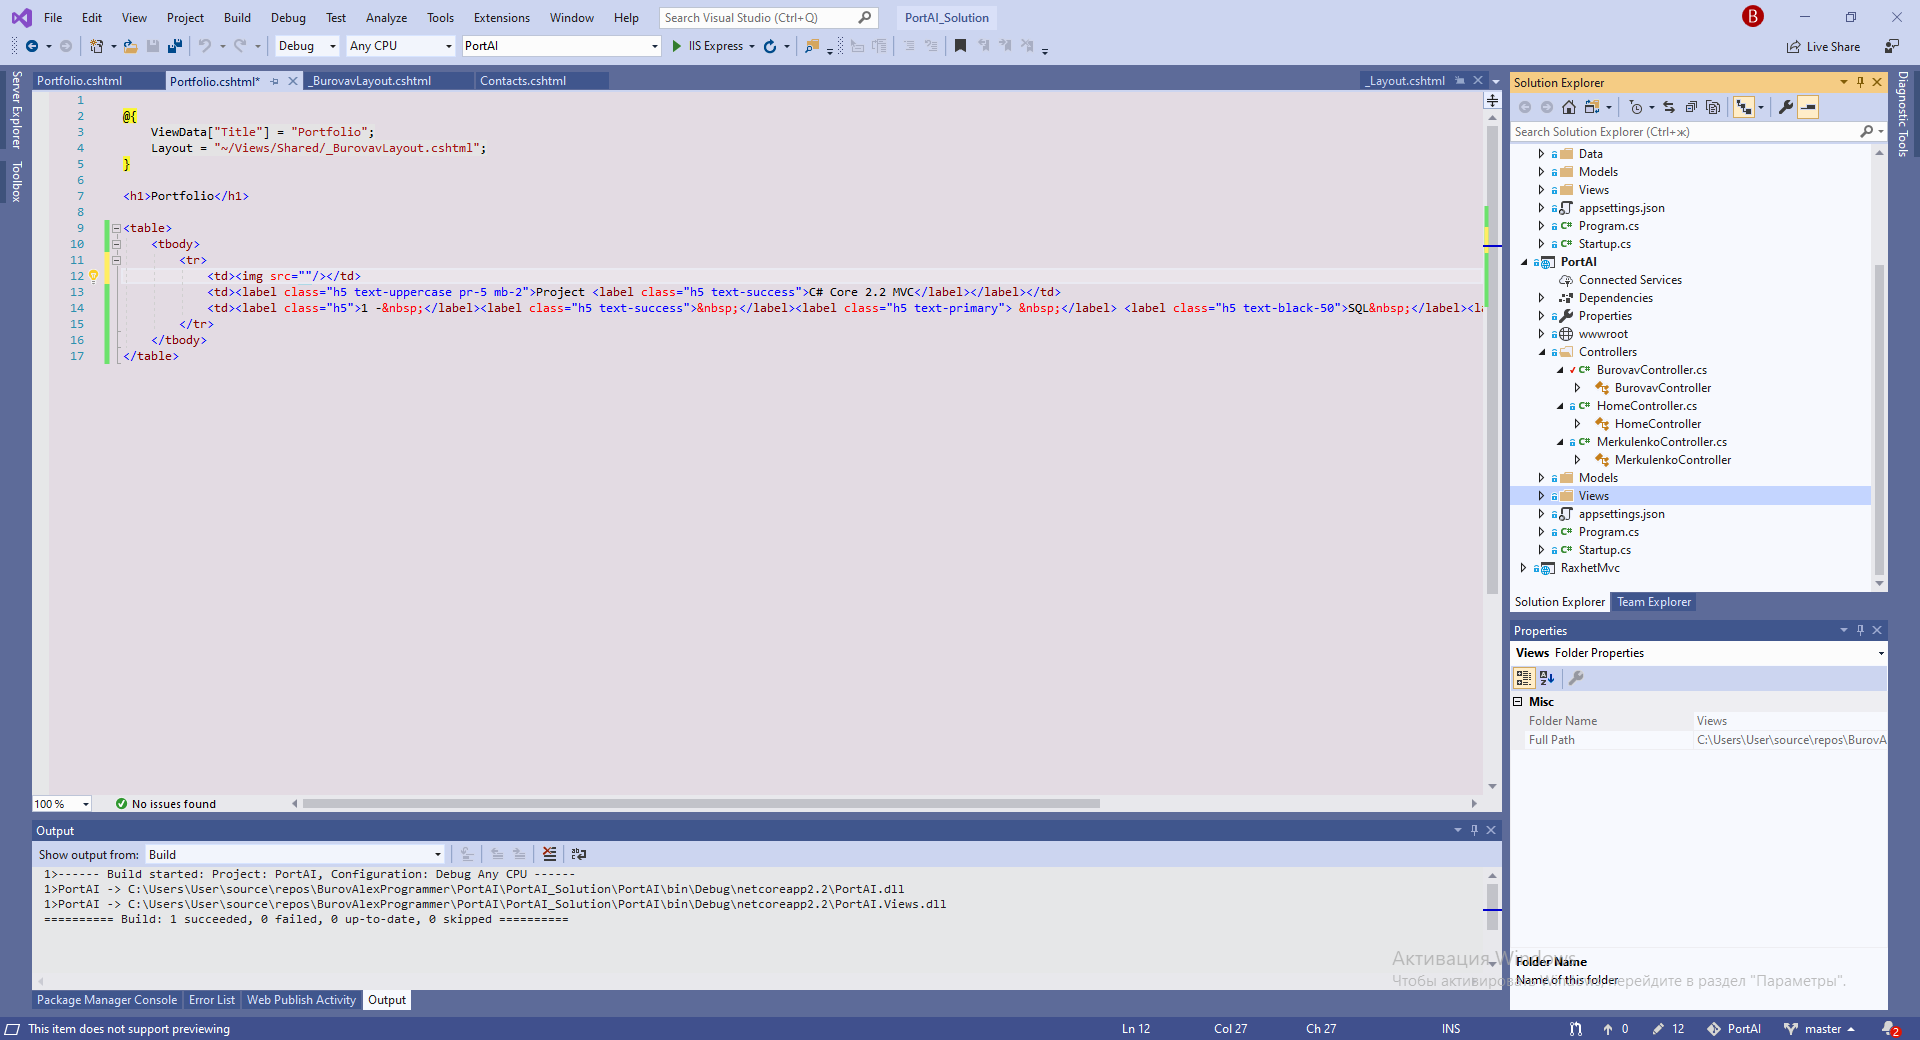 File Edit View Project Build Debug Test Analyze Tools Extensions Window Help Search Visual Studio (Ctrl+Q) PortAI_Solution B
Debug Any CPU PortAI IIS Express Live Share
Server Explorer
Toolbox
Portfolio.cshtml Portfolio.cshtml* _BurovavLayout.cshtml Contacts.cshtml _Layout.cshtml
1
2 @{
3 ViewData["Title"] = "Portfolio";
4 Layout = "~/Views/Shared/_BurovavLayout.cshtml";
5 }
6
7 <h1>Portfolio</h1>
8
9 <table>
10 <tbody>
11 <tr>
12 <td><img src=""/></td>
13 <td><label class="h5 text-uppercase pr-5 mb-2">Project <label class="h5 text-success">C# Core 2.2 MVC</label></label></td>
14 <td><label class="h5">1 -&nbsp;</label><label class="h5 text-success">&nbsp;</label><label class="h5 text-primary"> &nbsp;</label> <label class="h5 text-black-50">SQL&nbsp;</label><la
15 </tr>
16 </tbody>
17 </table>
100 % No issues found
Output
Show output from: Build
1>------ Build started: Project: PortAI, Configuration: Debug Any CPU ------
1>PortAI -> C:\Users\User\source\repos\BurovAlexProgrammer\PortAI\PortAI_Solution\PortAI\bin\Debug\netcoreapp2.2\PortAI.dll
1>PortAI -> C:\Users\User\source\repos\BurovAlexProgrammer\PortAI\PortAI_Solution\PortAI\bin\Debug\netcoreapp2.2\PortAI.Views.dll
========== Build: 1 succeeded, 0 failed, 0 up-to-date, 0 skipped ==========
Package Manager Console Error List Web Publish Activity Output
Solution Explorer
Search Solution Explorer (Ctrl+ж)
Data
Models
Views
appsettings.json
C# Program.cs
C# Startup.cs
PortAI
Connected Services
Dependencies
Properties
wwwroot
Controllers
C# BurovavController.cs
BurovavController
C# HomeController.cs
HomeController
C# MerkulenkoController.cs
MerkulenkoController
Models
Views
appsettings.json
C# Program.cs
C# Startup.cs
RaxhetMvc
Solution Explorer Team Explorer
Properties
Views Folder Properties
Misc
Folder Name Views
Full Path C:\Users\User\source\repos\BurovA
Folder Name
Name of this folder
Активация Windows
Чтобы активировать Windows, перейдите в раздел "Параметры".
Diagnostic Tools
This item does not support previewing Ln 12 Col 27 Ch 27 INS 0 12 PortAI master 2